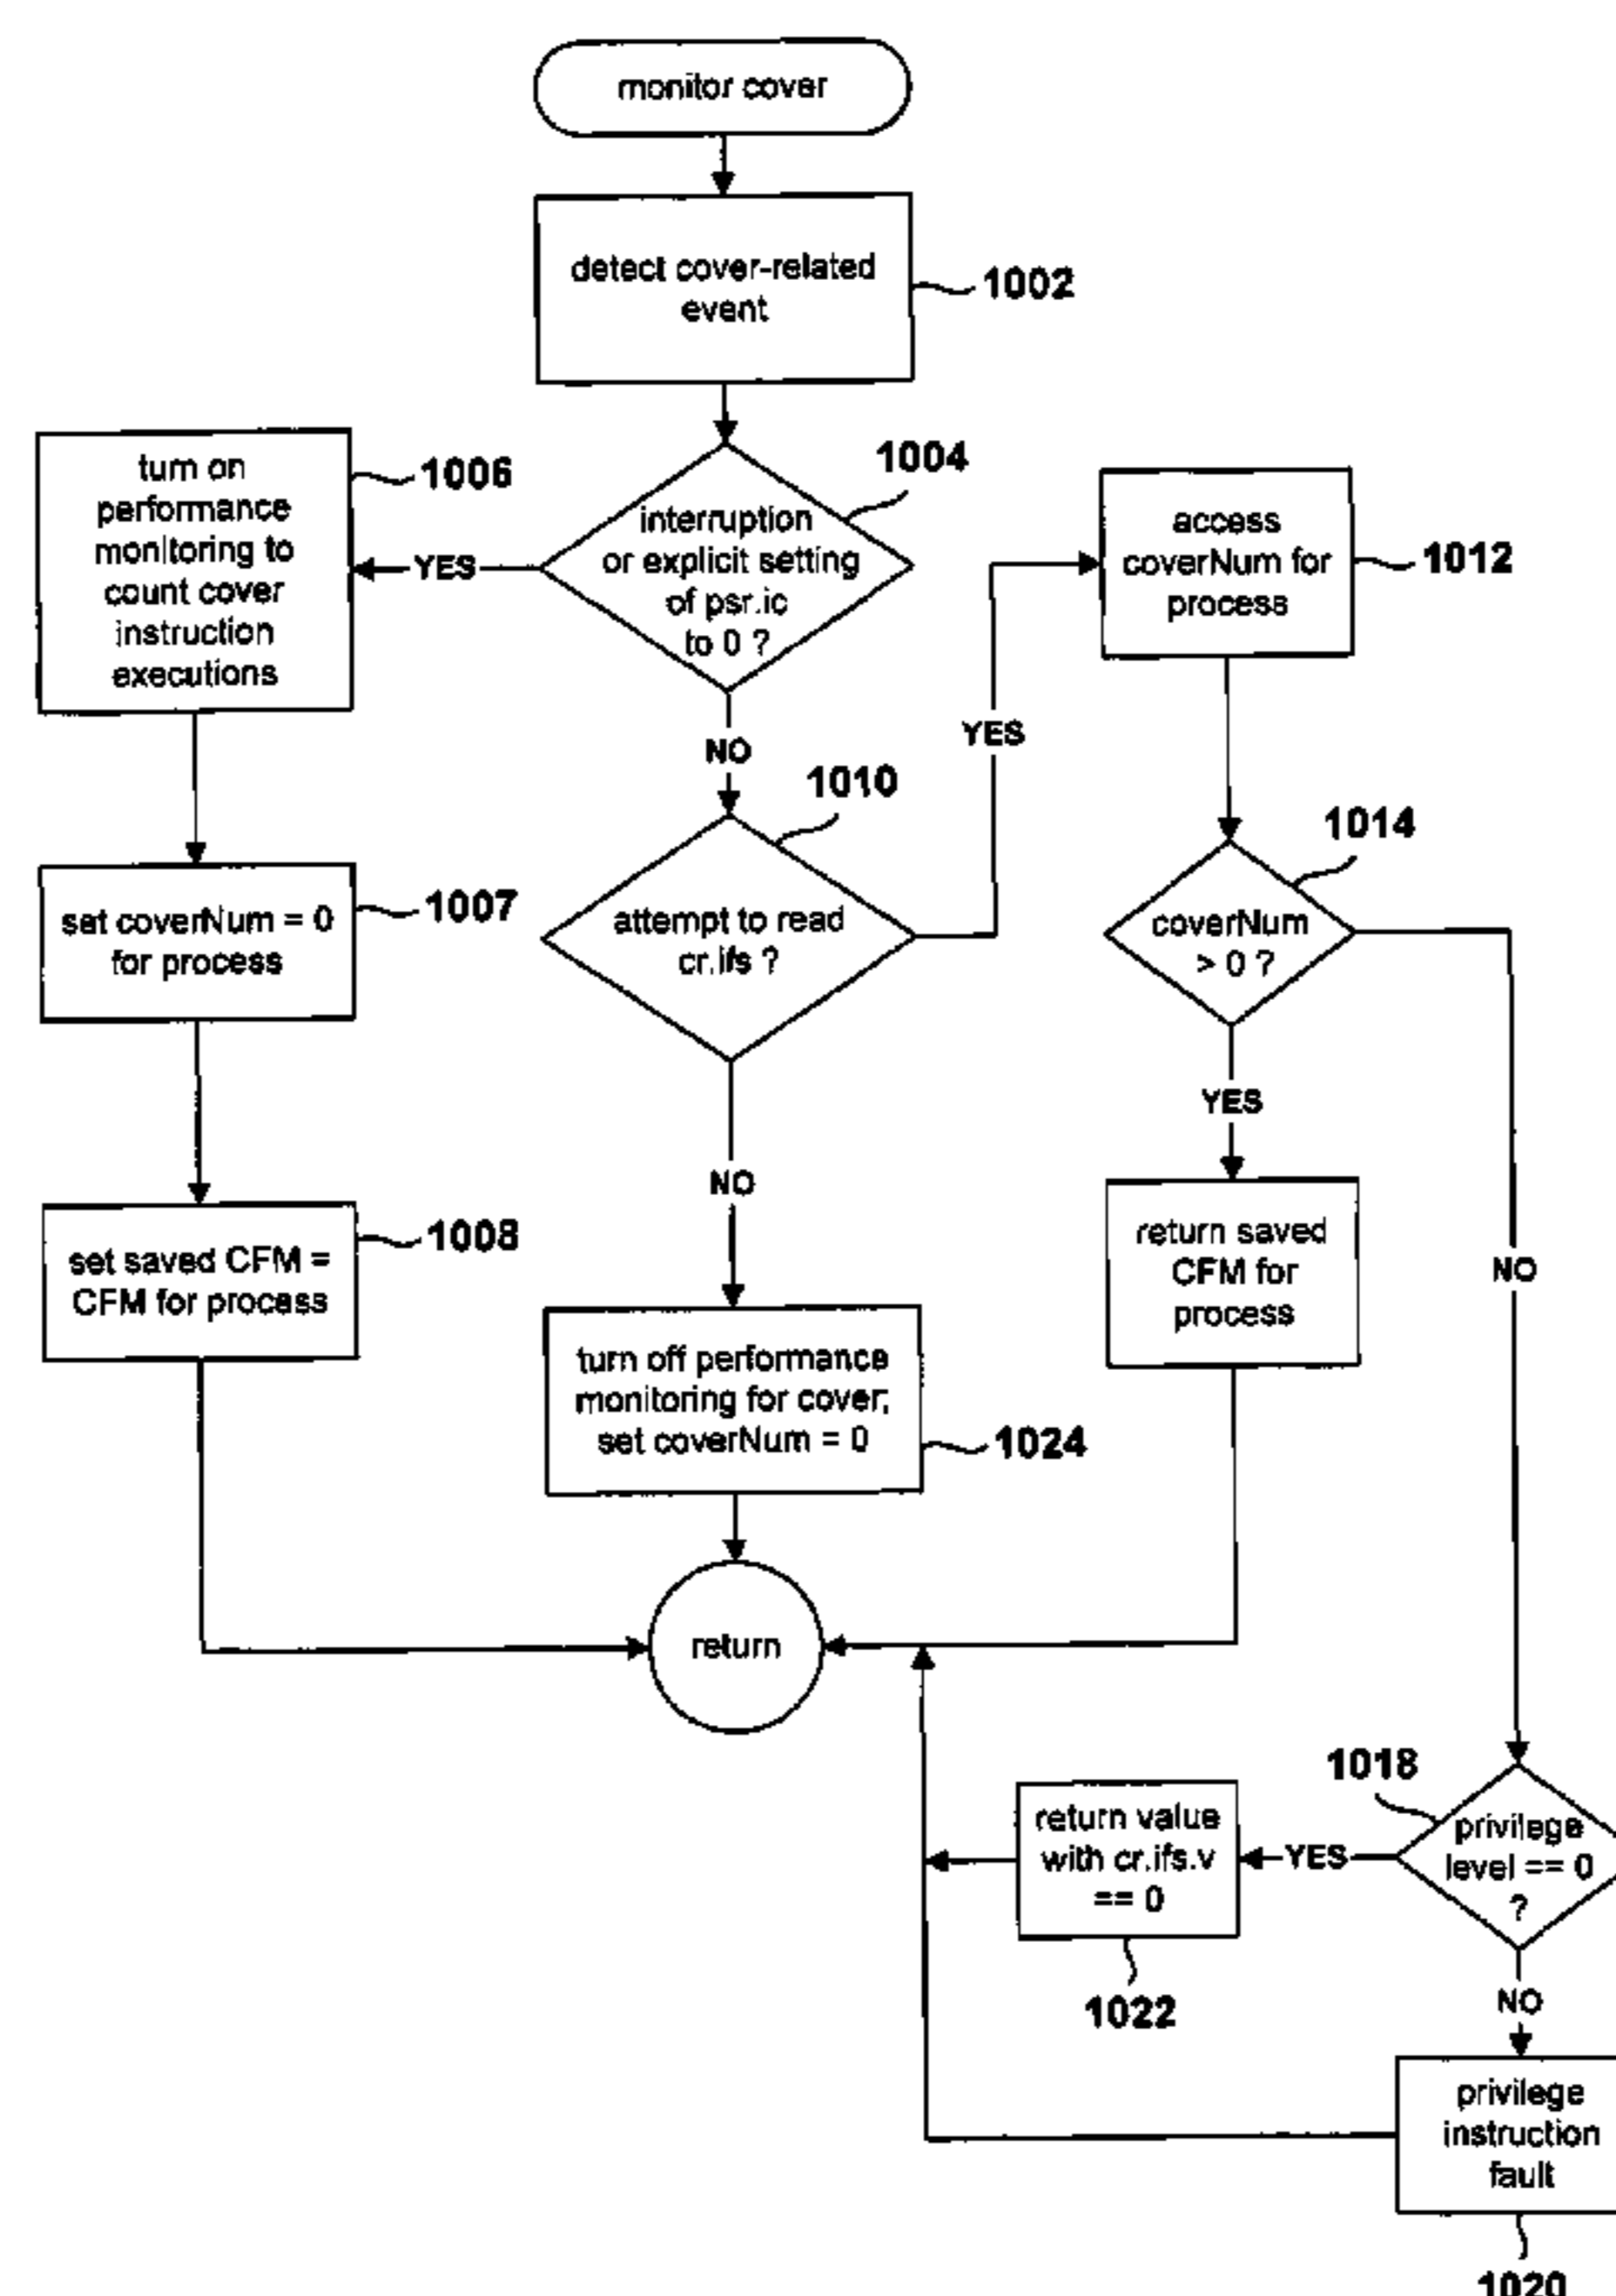 monitor cover
detect cover-related
event
1002
1004
interruption
or explicit setting
of psr.ic
to 0 ?
YES
1006
turn on
performance
monitoring to
count cover
instruction
executions
1007
set coverNum = 0
for process
1008
set saved CFM =
CFM for process
NO
1010
attempt to read
cr.ifs ?
YES
1012
access
coverNum for
process
1014
coverNum
> 0 ?
YES
return saved
CFM for
process
NO
NO
turn off performance
monitoring for cover;
set coverNum = 0
1024
return
1018
privilege
level == 0
?
YES
return value
with cr.ifs.v
== 0
1022
NO
privilege
instruction
fault
1020